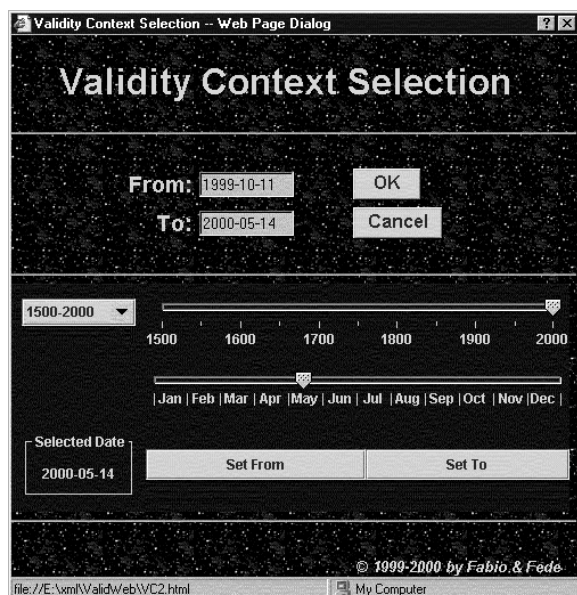 Validity Context Selection -- Web Page Dialog
Validity Context Selection
From: 1999-10-11 OK
To: 2000-05-14 Cancel
1500-2000
1500 1600 1700 1800 1900 2000
|Jan |Feb |Mar |Apr |May |Jun | Jul |Aug |Sep |Oct |Nov |Dec |
Selected Date
2000-05-14
Set From Set To
© 1999-2000 by Fabio & Fede
file://E:\xml\ValidWeb\VC2.html My Computer